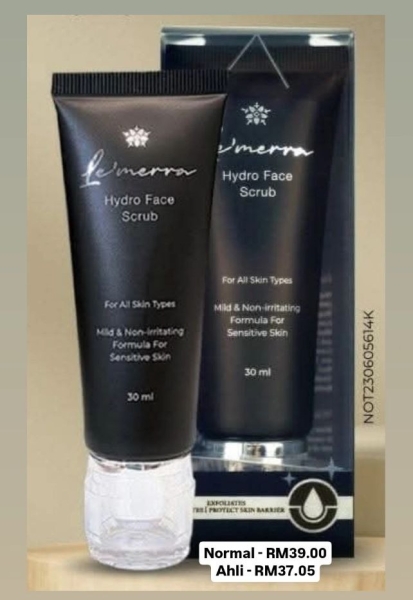 Le'merra
Hydro Face
Scrub
For All Skin Types
Mild & Non-irritating
Formula For
Sensitive Skin
30 ml
e'merra
Hydro Face
Scrub
For All Skin Types
Mild & Non-irritating
Formula For
Sensitive Skin
30 ml
NOT230605614K
EXFOLIATES
PROTECT SKIN BARRIER
Normal - RM39.00
Ahli - RM37.05